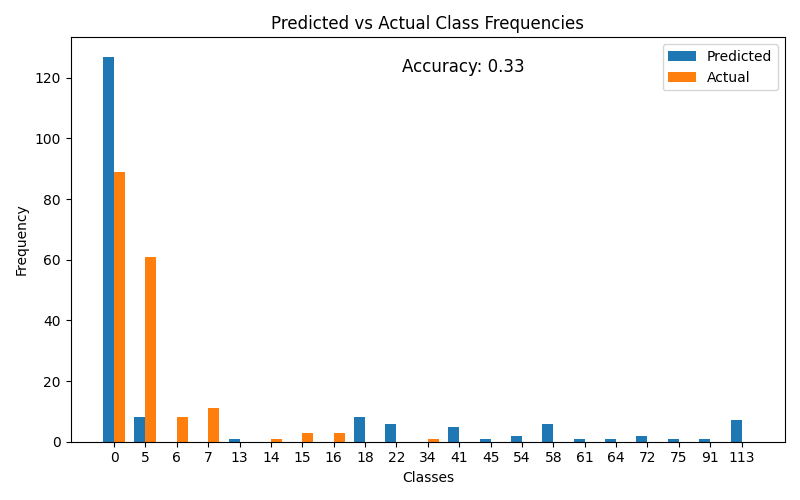 Predicted vs Actual Class Frequencies
Accuracy: 0.33
Predicted
Actual
Frequency
120
100
80
60
40
20
0
0 5 6 7 13 14 15 16 18 22 34 41 45 54 58 61 64 72 75 91 113
Classes